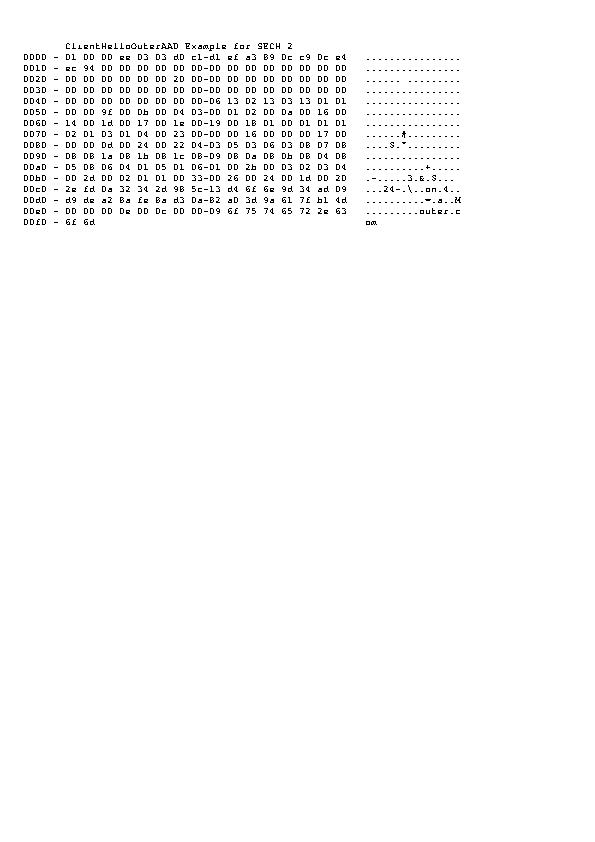 ClientHelloOuterAAD Example for SECH 2
0000 - 01 00 00 ee 03 03 d0 c1-d1 ef a3 89 0c c9 0c e4 ................
0010 - ec 94 00 00 00 00 00 00-00 00 00 00 00 00 00 00 ................
0020 - 00 00 00 00 00 00 20 00-00 00 00 00 00 00 00 00 ...... .........
0030 - 00 00 00 00 00 00 00 00-00 00 00 00 00 00 00 00 ................
0040 - 00 00 00 00 00 00 00 00-06 13 02 13 03 13 01 01 ................
0050 - 00 00 9f 00 0b 00 04 03-00 01 02 00 0a 00 16 00 ................
0060 - 14 00 1d 00 17 00 1e 00-19 00 18 01 00 01 01 01 ................
0070 - 02 01 03 01 04 00 23 00-00 00 16 00 00 00 17 00 ......#.........
0080 - 00 00 0d 00 24 00 22 04-03 05 03 06 03 08 07 08 ....$.".........
0090 - 08 08 1a 08 1b 08 1c 08-09 08 0a 08 0b 08 04 08 ................
00a0 - 05 08 06 04 01 05 01 06-01 00 2b 00 03 02 03 04 ..........+.....
00b0 - 00 2d 00 02 01 01 00 33-00 26 00 24 00 1d 00 20 .-.....3.&.$...
00c0 - 2e fd 0a 32 34 2d 98 5c-13 d4 6f 6e 9d 34 ad 09 ...24-.\..on.4..
00d0 - d9 de a2 8a fe 8a d3 0a-82 a0 3d 9a 61 7f b1 4d ..........=.a..M
00e0 - 00 00 00 0e 00 0c 00 00-09 6f 75 74 65 72 2e 63 .........outer.c
00f0 - 6f 6d om